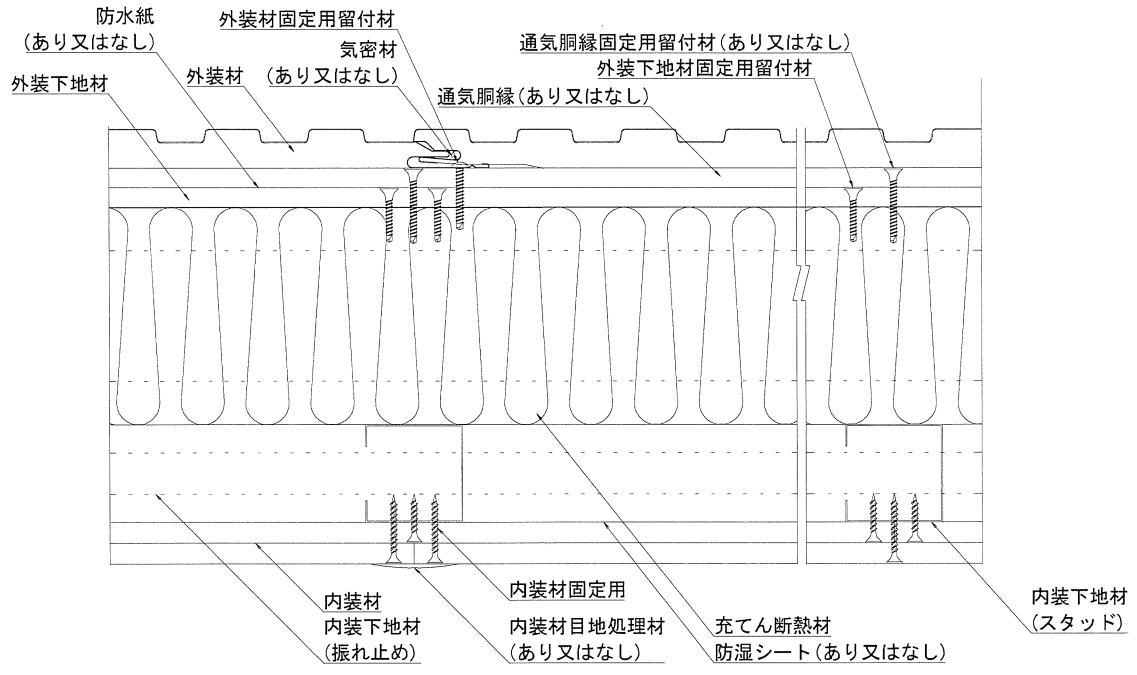 防水紙
(あり又はなし)
外装下地材
外装材
外装材固定用留付材
気密材
(あり又はなし)
通気胴縁(あり又はなし)
通気胴縁固定用留付材(あり又はなし)
外装下地材固定用留付材
内装材
内装下地材
(振れ止め)
内装材固定用
内装材目地処理材
(あり又はなし)
充てん断熱材
防湿シート(あり又はなし)
内装下地材
(スタッド)